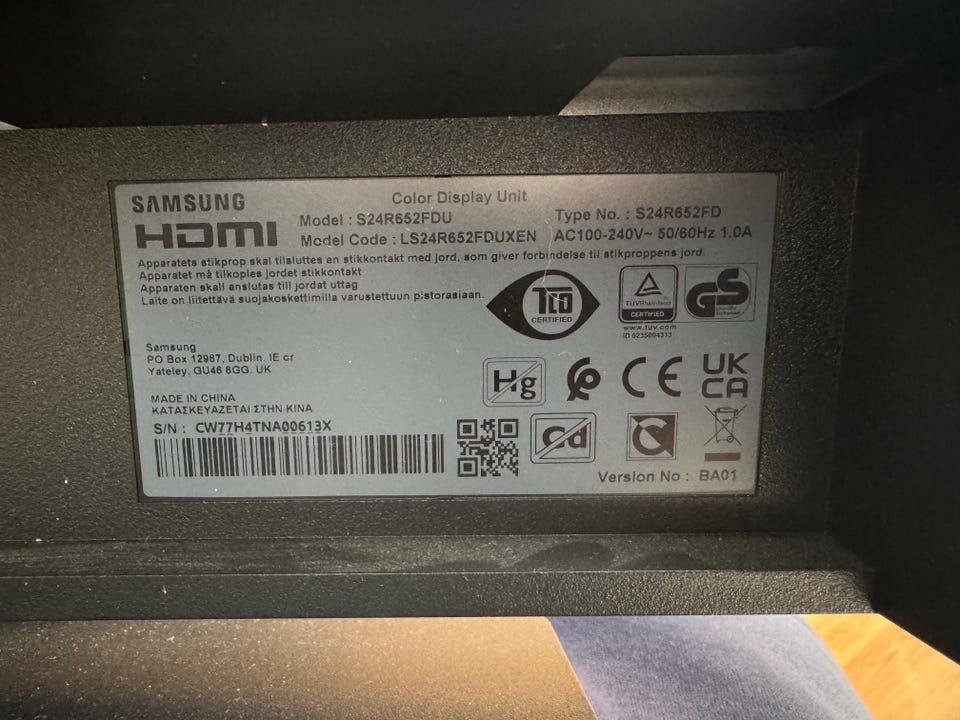 SAMSUNG
Color Display Unit
HDMI
Model : S24R652FDU
Type No. : S24R652FD
Model Code : LS24R652FDUXEN
AC100-240V~ 50/60Hz 1.0A
Apparatets stikprop skal tilsluttes en stikkontakt med jord, som giver forbindelse til stikproppens jord.
Apparatet må tilkoples jordet stikkontakt
Apparaten skall anslutas till jordat uttag
Laite on liitettävä suojakoskettimilla varustettuun pistorasiaan.
TCO
CERTIFIED
TÜVRheinland
CERTIFIED
www.tuv.com
ID 0235004313
GS
geprüfte
Sicherheit
Samsung
PO Box 12987, Dublin. IE cr
Yateley, GU46 6GG. UK
Hg
CE
UK
CA
MADE IN CHINA
ΚΑΤΑΣΚΕΥΑΖΕΤΑΙ ΣΤΗΝ ΚΙΝΑ
S/N : CW77H4TNA00613X
Cd
Version No : BA01